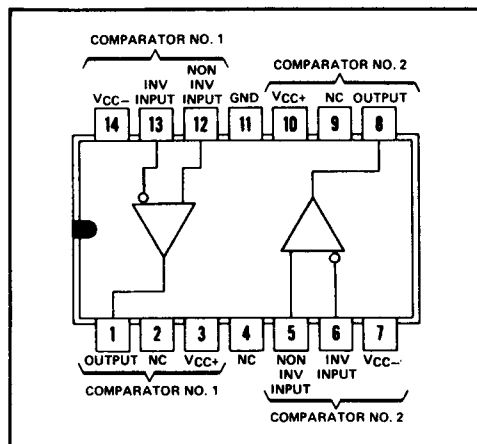 COMPARATOR NO. 1
COMPARATOR NO. 2
VCC– INV INPUT NON INV INPUT GND VCC+ NC OUTPUT
14 13 12 11 10 9 8
1 2 3 4 5 6 7
OUTPUT NC VCC+ NC NON INV INPUT INV INPUT VCC–
COMPARATOR NO. 1
COMPARATOR NO. 2